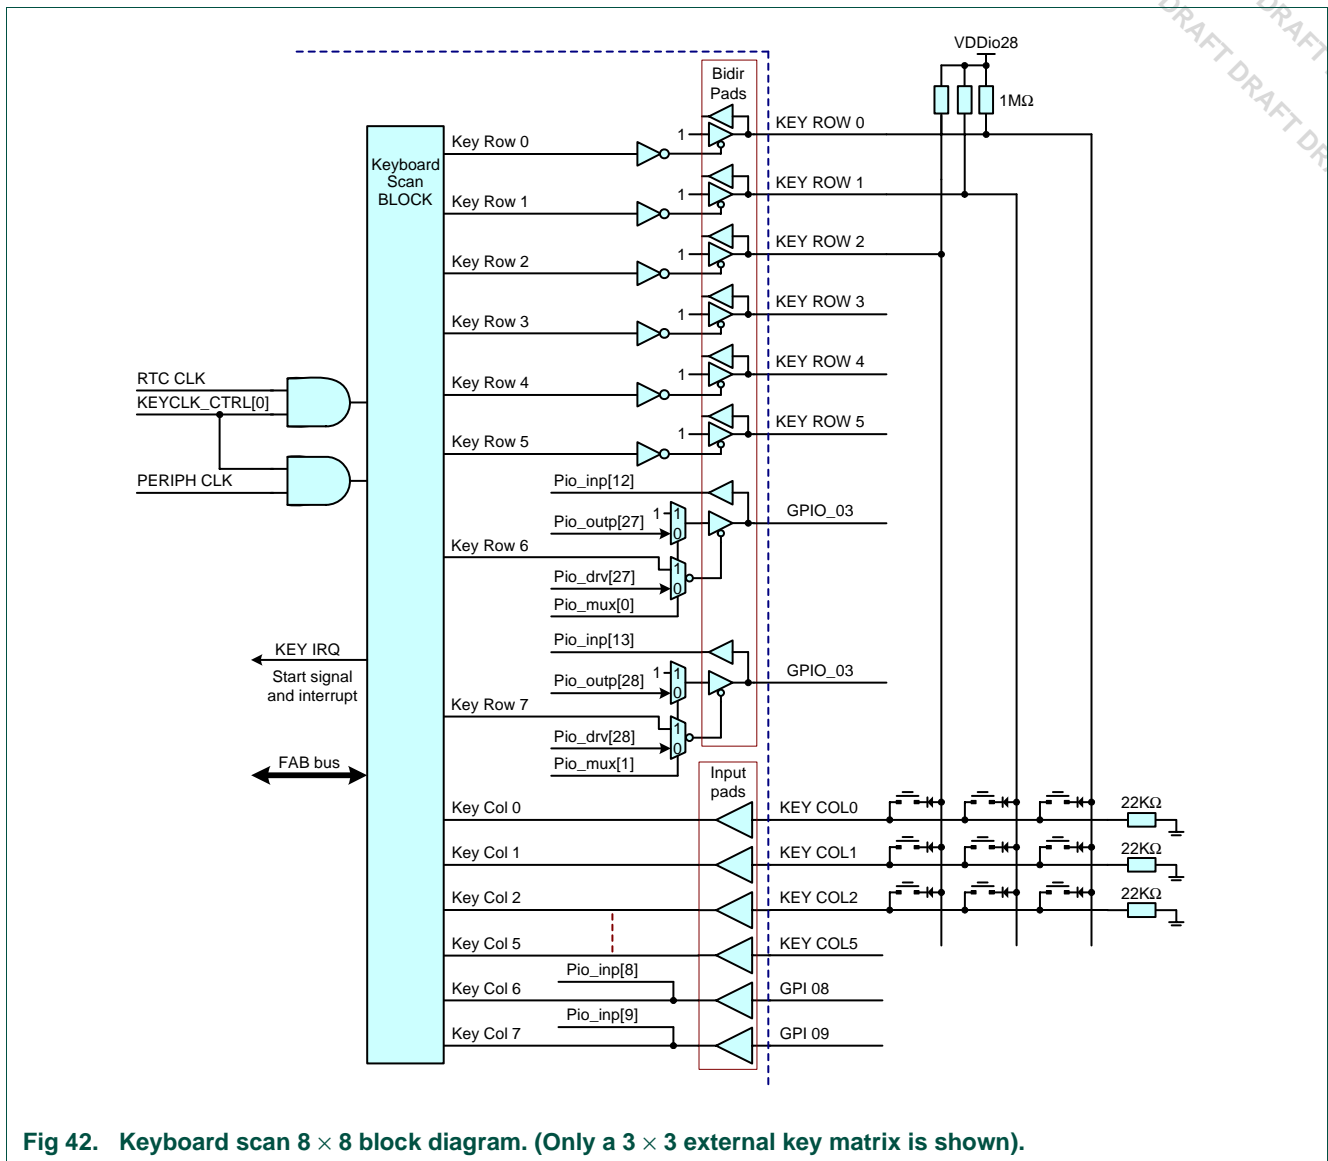 DRAFT DRAFT DRA
DRAFT
VDDio28
1MΩ
Bidir
Pads
Keyboard
Scan
BLOCK
Key Row 0
1
KEY ROW 0
Key Row 1
1
KEY ROW 1
Key Row 2
1
KEY ROW 2
Key Row 3
1
KEY ROW 3
Key Row 4
1
KEY ROW 4
Key Row 5
1
KEY ROW 5
RTC CLK
KEYCLK_CTRL[0]
PERIPH CLK
Pio_inp[12]
1
1
0
Pio_outp[27]
GPIO_03
Key Row 6
1
0
Pio_drv[27]
Pio_mux[0]
KEY IRQ
Start signal
and interrupt
Pio_inp[13]
1
1
0
Pio_outp[28]
GPIO_03
Key Row 7
1
0
Pio_drv[28]
Pio_mux[1]
FAB bus
Input
pads
Key Col 0
KEY COL0
22KΩ
Key Col 1
KEY COL1
22KΩ
Key Col 2
KEY COL2
22KΩ
Key Col 5
KEY COL5
Pio_inp[8]
Key Col 6
GPI 08
Pio_inp[9]
Key Col 7
GPI 09
Fig 42. Keyboard scan 8 × 8 block diagram. (Only a 3 × 3 external key matrix is shown).